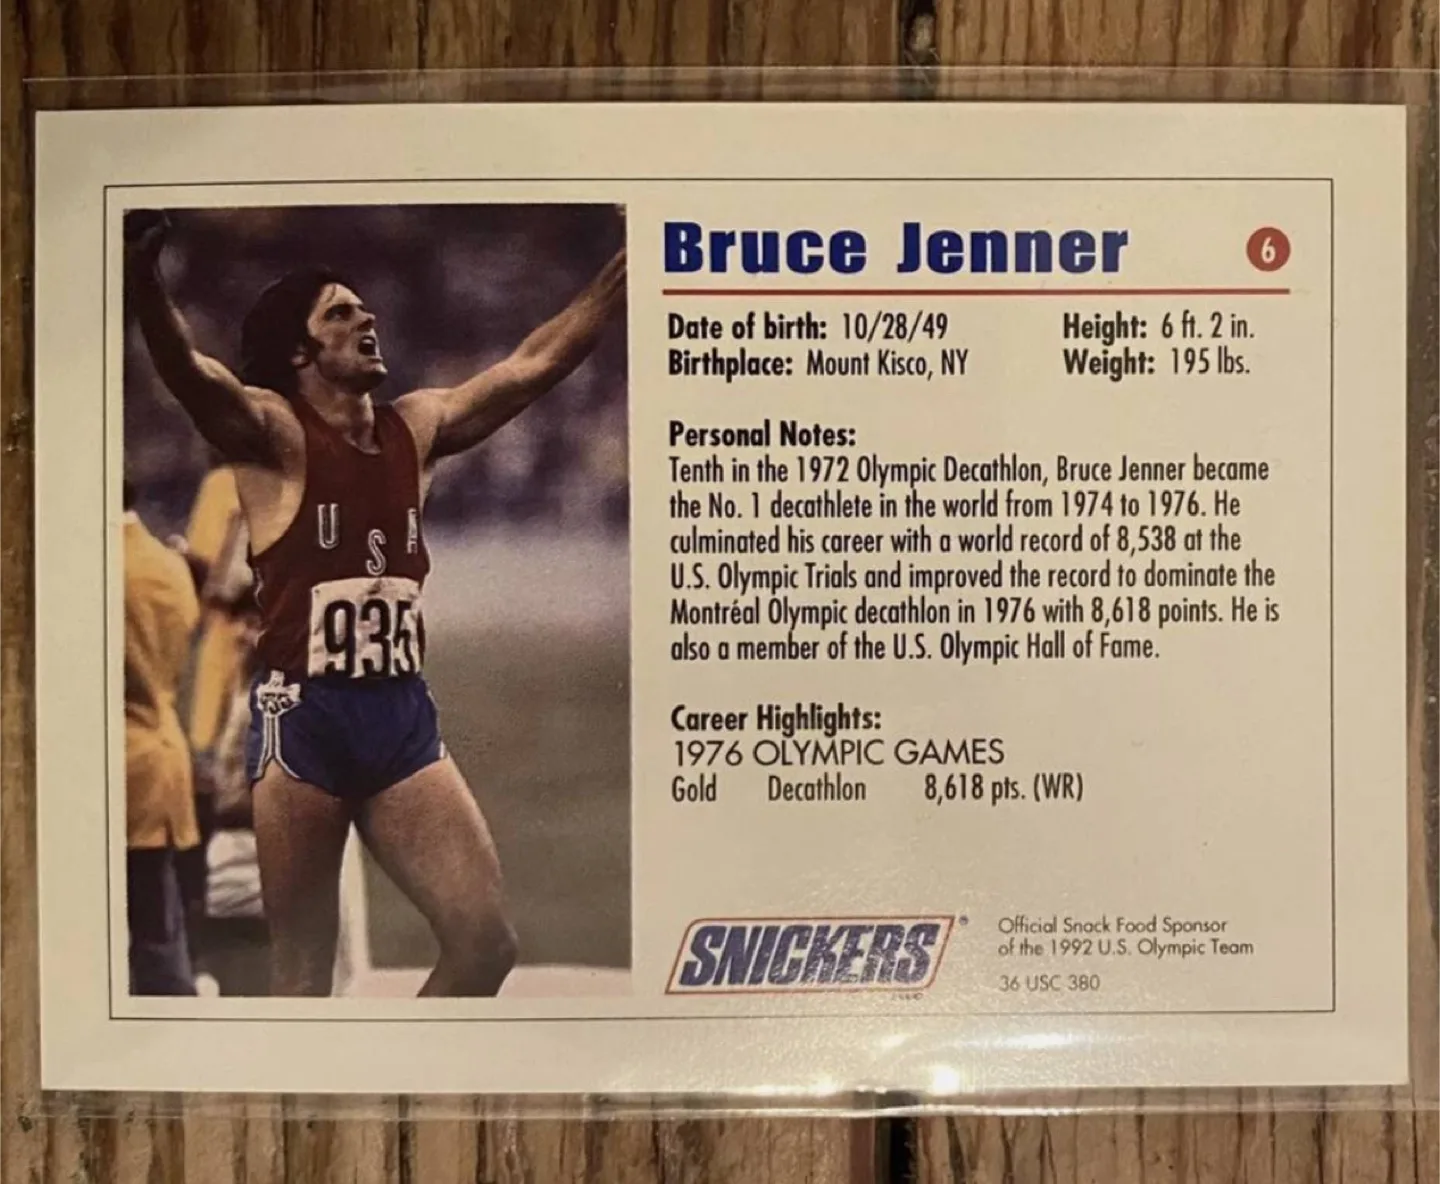 Bruce Jenner 6
Date of birth: 10/28/49 Height: 6 ft. 2 in.
Birthplace: Mount Kisco, NY Weight: 195 lbs.
Personal Notes:
Tenth in the 1972 Olympic Decathlon, Bruce Jenner became
the No. 1 decathlete in the world from 1974 to 1976. He
culminated his career with a world record of 8,538 at the
U.S. Olympic Trials and improved the record to dominate the
Montréal Olympic decathlon in 1976 with 8,618 points. He is
also a member of the U.S. Olympic Hall of Fame.
Career Highlights:
1976 OLYMPIC GAMES
Gold Decathlon 8,618 pts. (WR)
SNICKERS®
Official Snack Food Sponsor
of the 1992 U.S. Olympic Team
36 USC 380
U S
935